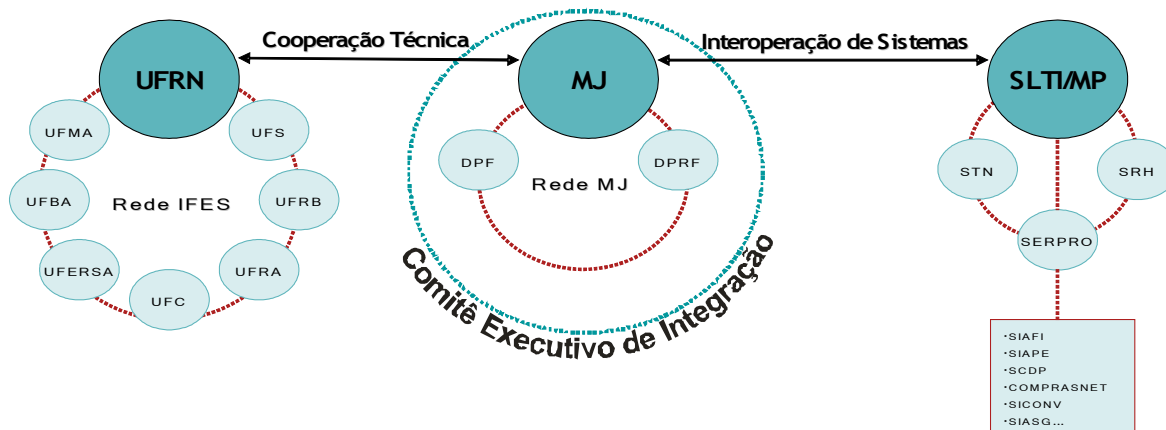 Cooperação Técnica
Interoperação de Sistemas
UFRN
MJ
SLTI/MP
UFMA
UFS
DPF
DPRF
STN
SRH
UFBA
Rede IFES
UFRB
Rede MJ
SERPRO
UFERSA
UFRA
UFC
Comitê Executivo de Integração
·SIAFI
·SIAPE
·SCDP
·COMPRASNET
·SICONV
·SIASG...